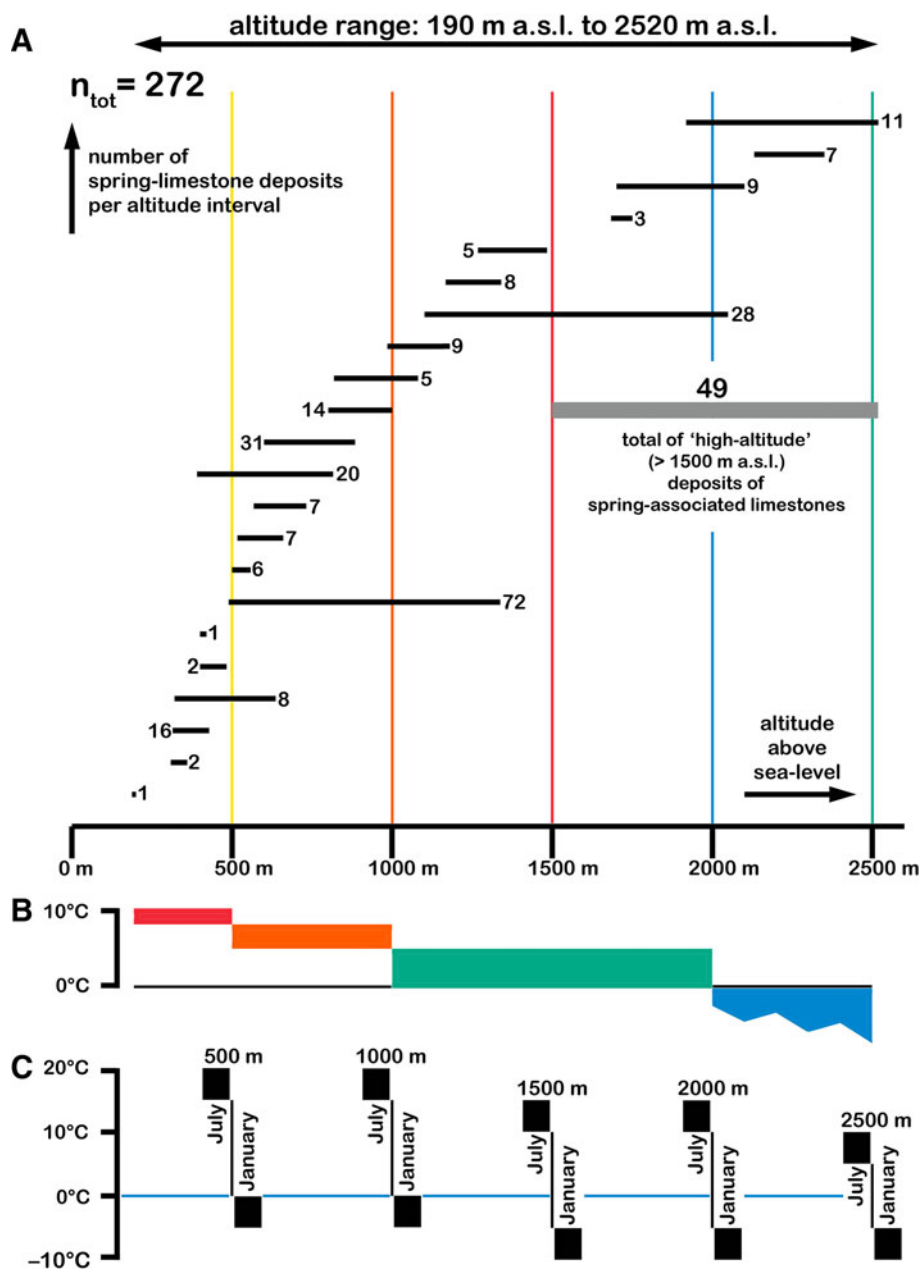 A
altitude range: 190 m a.s.l. to 2520 m a.s.l.
n_tot = 272
number of
spring-limestone deposits
per altitude interval
11
7
9
3
5
8
28
9
5
49
14
total of ‘high-altitude’
(> 1500 m a.s.l.)
deposits of
spring-associated limestones
31
20
7
7
6
72
1
2
8
16
2
1
altitude
above
sea-level
0 m
500 m
1000 m
1500 m
2000 m
2500 m
B
10°C
0°C
C
20°C
10°C
0°C
–10°C
500 m
July
January
1000 m
July
January
1500 m
July
January
2000 m
July
January
2500 m
July
January